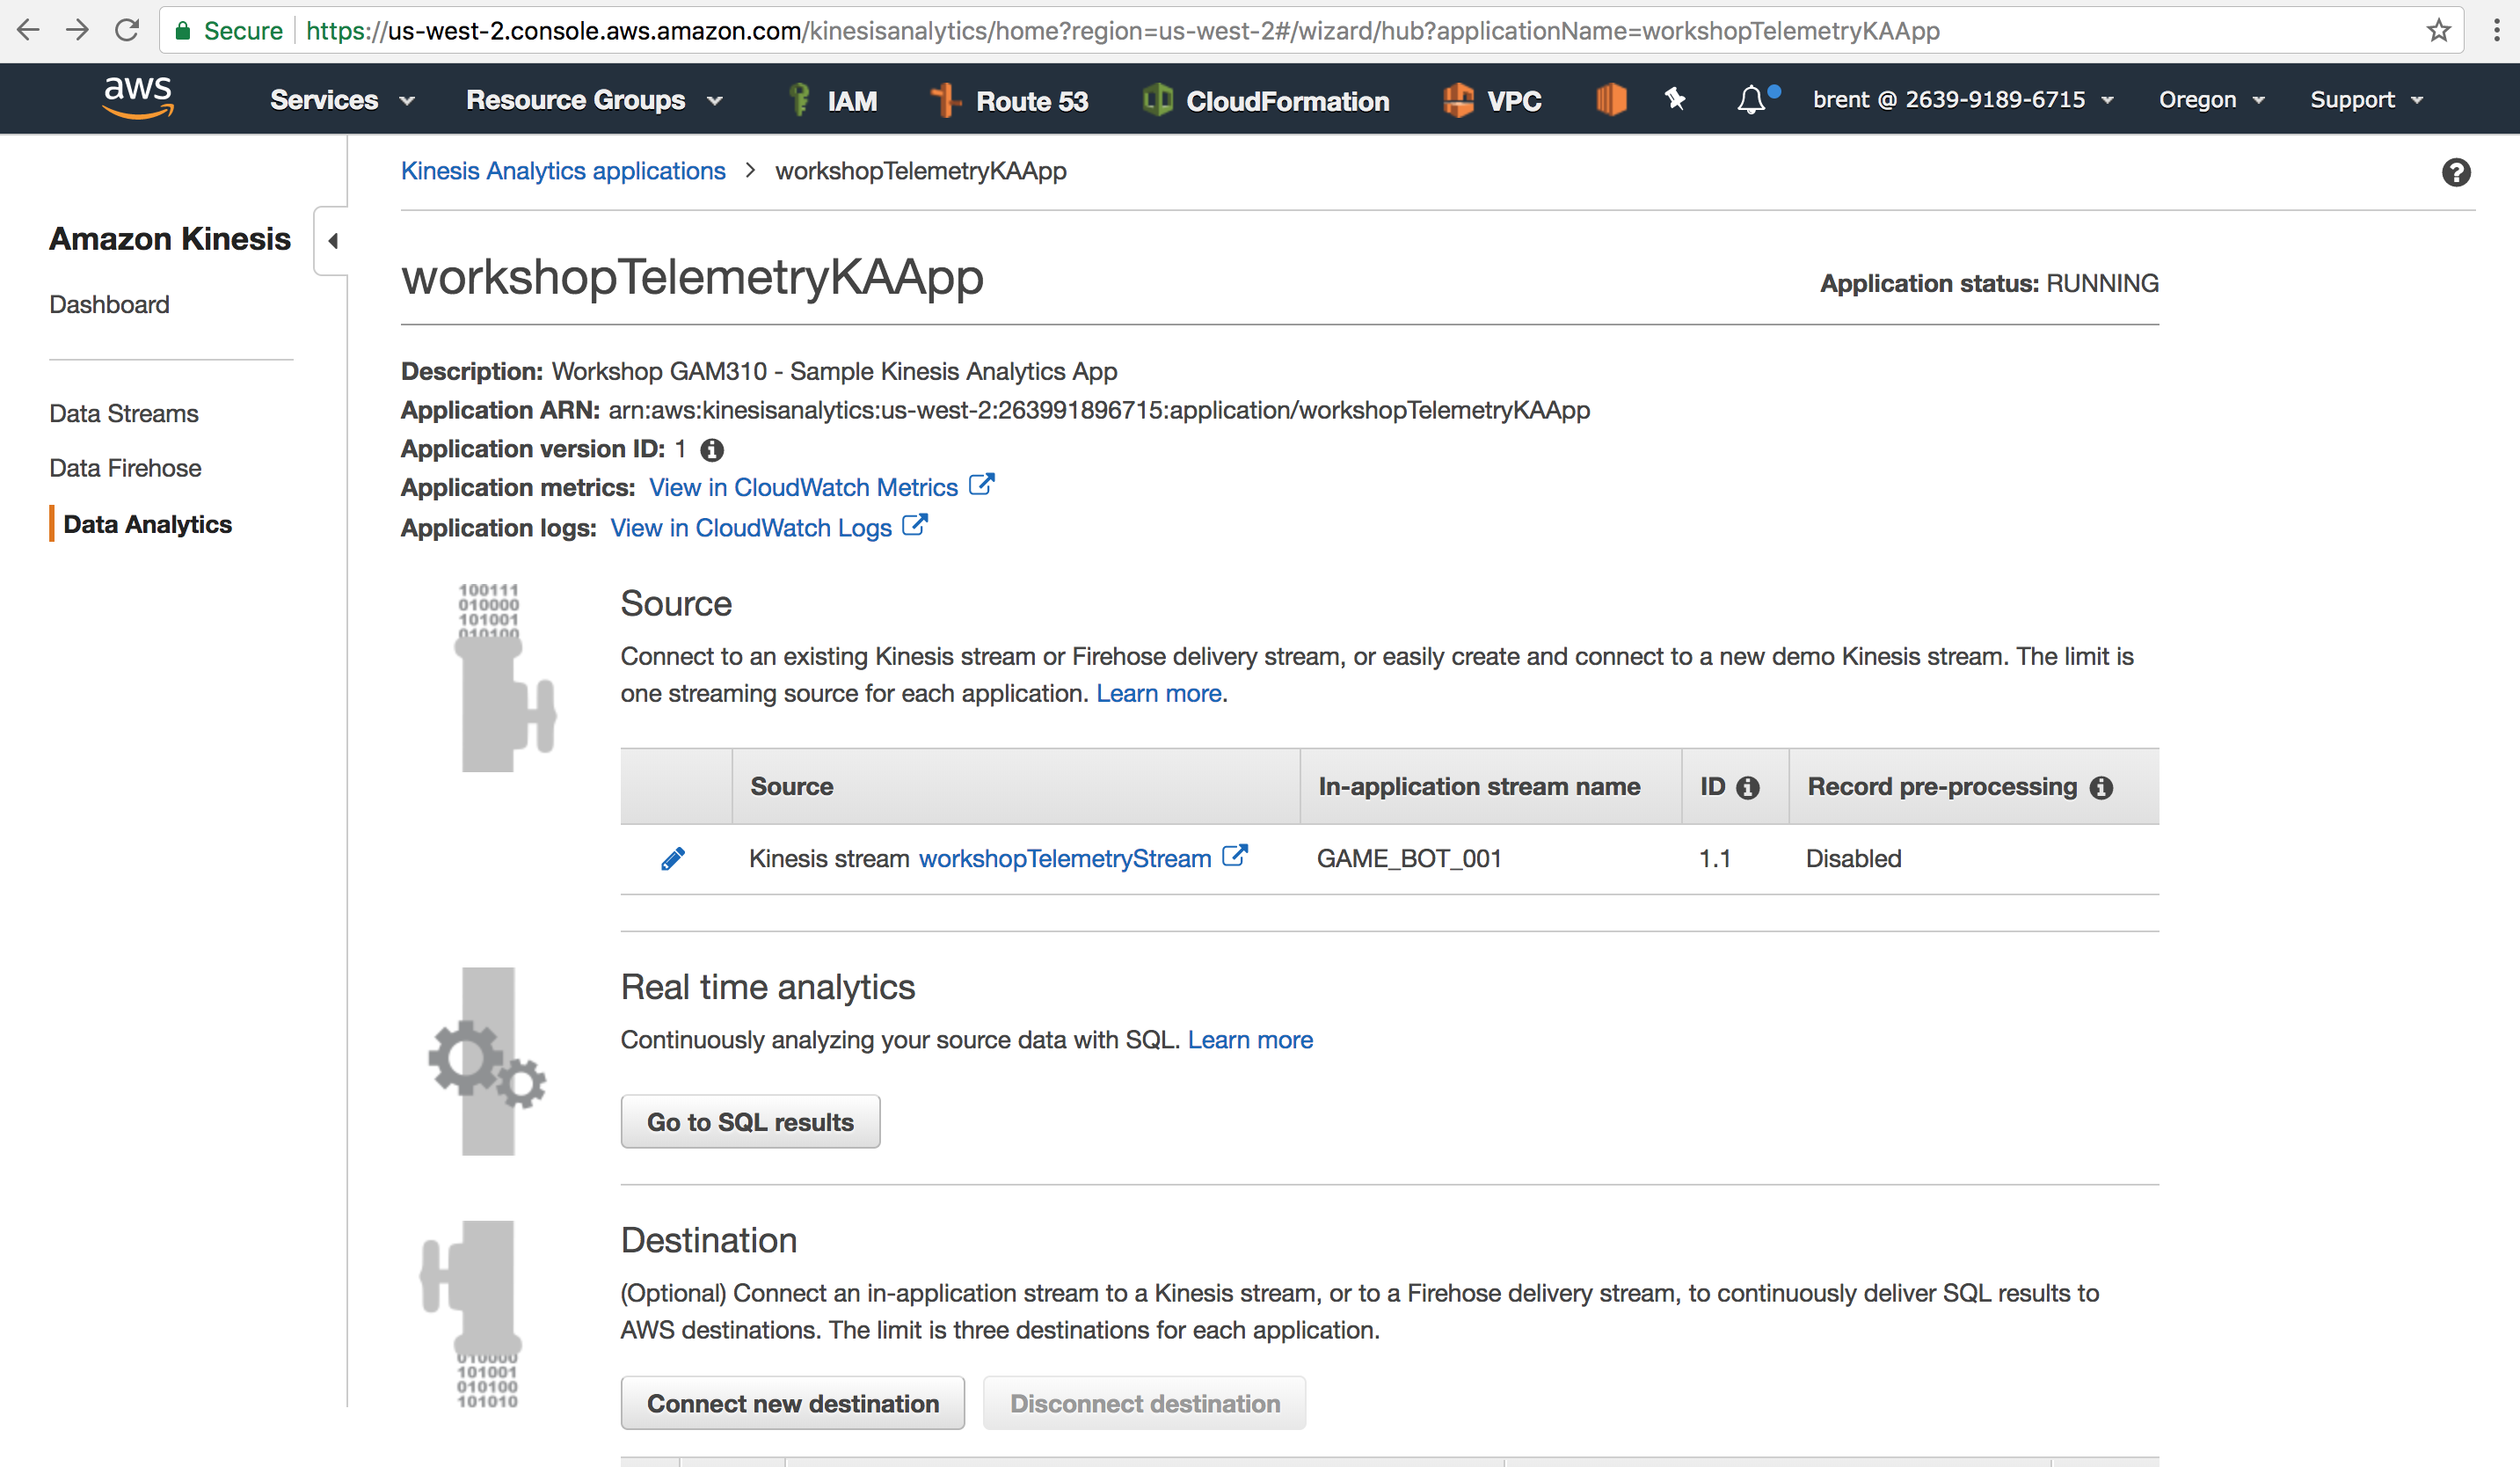 Secure https://us-west-2.console.aws.amazon.com/kinesisanalytics/home?region=us-west-2#/wizard/hub?applicationName=workshopTelemetryKAApp
aws Services Resource Groups IAM Route 53 CloudFormation VPC brent @ 2639-9189-6715 Oregon Support
Kinesis Analytics applications > workshopTelemetryKAApp
Amazon Kinesis
Dashboard
Data Streams
Data Firehose
Data Analytics
workshopTelemetryKAApp
Application status: RUNNING
Description: Workshop GAM310 - Sample Kinesis Analytics App
Application ARN: arn:aws:kinesisanalytics:us-west-2:263991896715:application/workshopTelemetryKAApp
Application version ID: 1
Application metrics: View in CloudWatch Metrics
Application logs: View in CloudWatch Logs
100111
010000
101001
010100
Source
Connect to an existing Kinesis stream or Firehose delivery stream, or easily create and connect to a new demo Kinesis stream. The limit is
one streaming source for each application. Learn more.
Source In-application stream name ID Record pre-processing
Kinesis stream workshopTelemetryStream GAME_BOT_001 1.1 Disabled
Real time analytics
Continuously analyzing your source data with SQL. Learn more
Go to SQL results
Destination
(Optional) Connect an in-application stream to a Kinesis stream, or to a Firehose delivery stream, to continuously deliver SQL results to
AWS destinations. The limit is three destinations for each application.
Connect new destination Disconnect destination
010000
101001
010100
101010